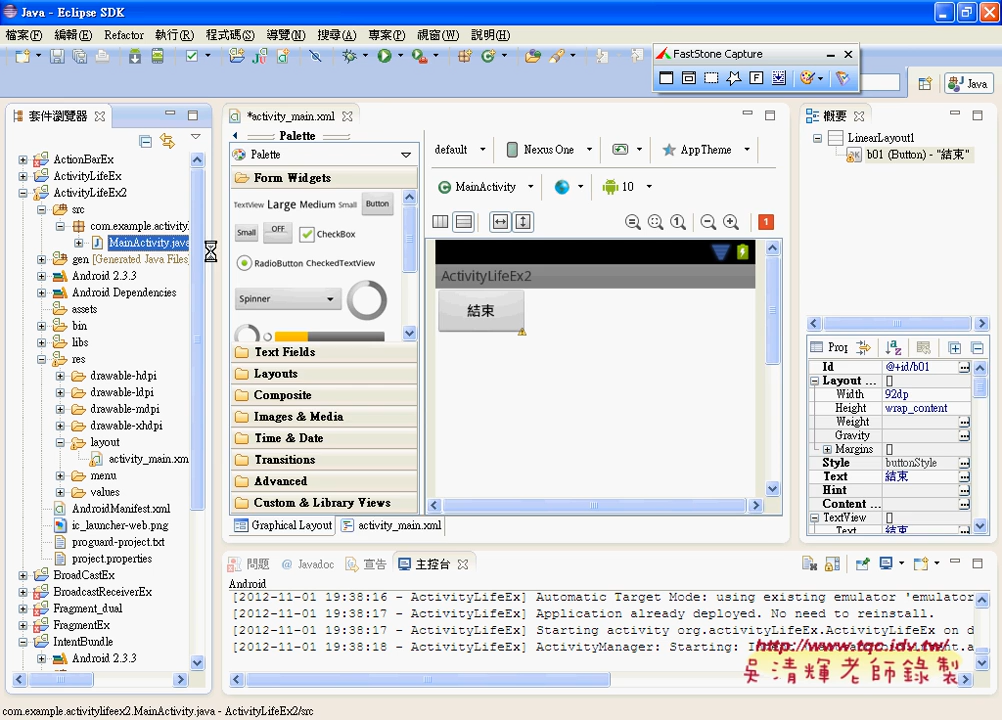 Java - Eclipse SDK
檔案(F) 編輯(E) Refactor 執行(R) 程式碼(S) 導覽(N) 搜尋(A) 專案(P) 視窗(W) 說明(H)
FastStone Capture
Java
套件瀏覽器
ActionBarEx
ActivityLifeEx
ActivityLifeEx2
src
com.example.activity
MainActivity.java
gen [Generated Java Files]
Android 2.3.3
Android Dependencies
assets
bin
libs
res
drawable-hdpi
drawable-ldpi
drawable-mdpi
drawable-xhdpi
layout
activity_main.xm
menu
values
AndroidManifest.xml
ic_launcher-web.png
proguard-project.txt
project.properties
BroadCastEx
BroadcastReceiverEx
Fragment_dual
FragmentEx
IntentBundle
Android 2.3.3
*activity_main.xml
Palette
Palette
Form Widgets
TextView Large Medium Small Button
Small OFF CheckBox
RadioButton CheckedTextView
Spinner
Text Fields
Layouts
Composite
Images & Media
Time & Date
Transitions
Advanced
Custom & Library Views
Graphical Layout activity_main.xml
default Nexus One AppTheme
MainActivity 10
1
ActivityLifeEx2
結束
概要
LinearLayout1
b01 (Button) - "結束"
Proj
Id @+id/b01
Layout ... []
Width 92dp
Height wrap_content
Weight
Gravity
Margins []
Style buttonStyle
Text 結束
Hint
Content ...
TextView []
Text 結束
問題 Javadoc 宣告 主控台
Android
[2012-11-01 19:38:16 - ActivityLifeEx] Automatic Target Mode: using existing emulator 'emulator
[2012-11-01 19:38:17 - ActivityLifeEx] Application already deployed. No need to reinstall.
[2012-11-01 19:38:17 - ActivityLifeEx] Starting activity org.activityLifeEx.ActivityLifeEx on d
[2012-11-01 19:38:18 - ActivityLifeEx] ActivityManager: Starting: I
http://www.tqc.idv.tw/
吳清輝老師錄製
com.example.activitylifeex2.MainActivity.java - ActivityLifeEx2/src